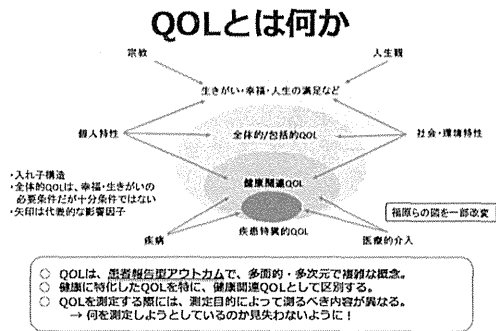 QOLとは何か
宗教
人生観
生きがい・幸福・人生の満足など
個人特性
全体的/包括的QOL
社会・環境特性
・入れ子構造
・全体的QOLは、幸福・生きがいの
必要条件だが十分条件ではない
・矢印は代表的な影響因子
健康関連QOL
福原らの図を一部改変
疾病
疾患特異的QOL
医療的介入
○ QOLは、患者報告型アウトカムで、多面的・多次元で複雑な概念。
○ 健康に特化したQOLを特に、健康関連QOLとして区別する。
○ QOLを測定する際には、測定目的によって測るべき内容が異なる。
→ 何を測定しようとしているのか見失わないように！